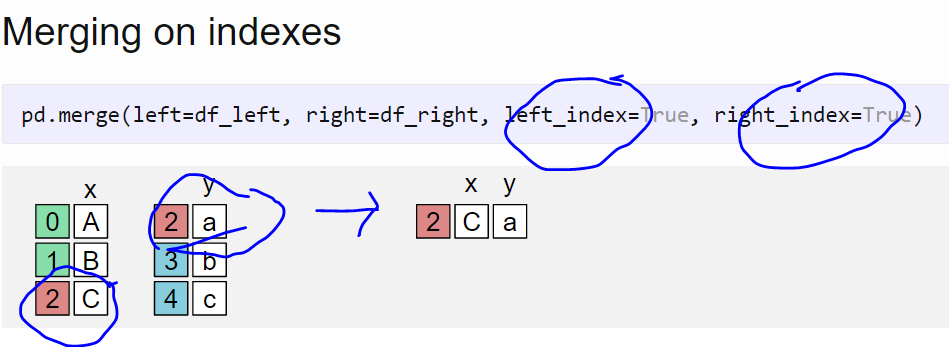 Merging on indexes
pd.merge(left=df_left, right=df_right, left_index=True, right_index=True)
x y x y
0 A 2 a 2 C a
1 B 3 b
2 C 4 c